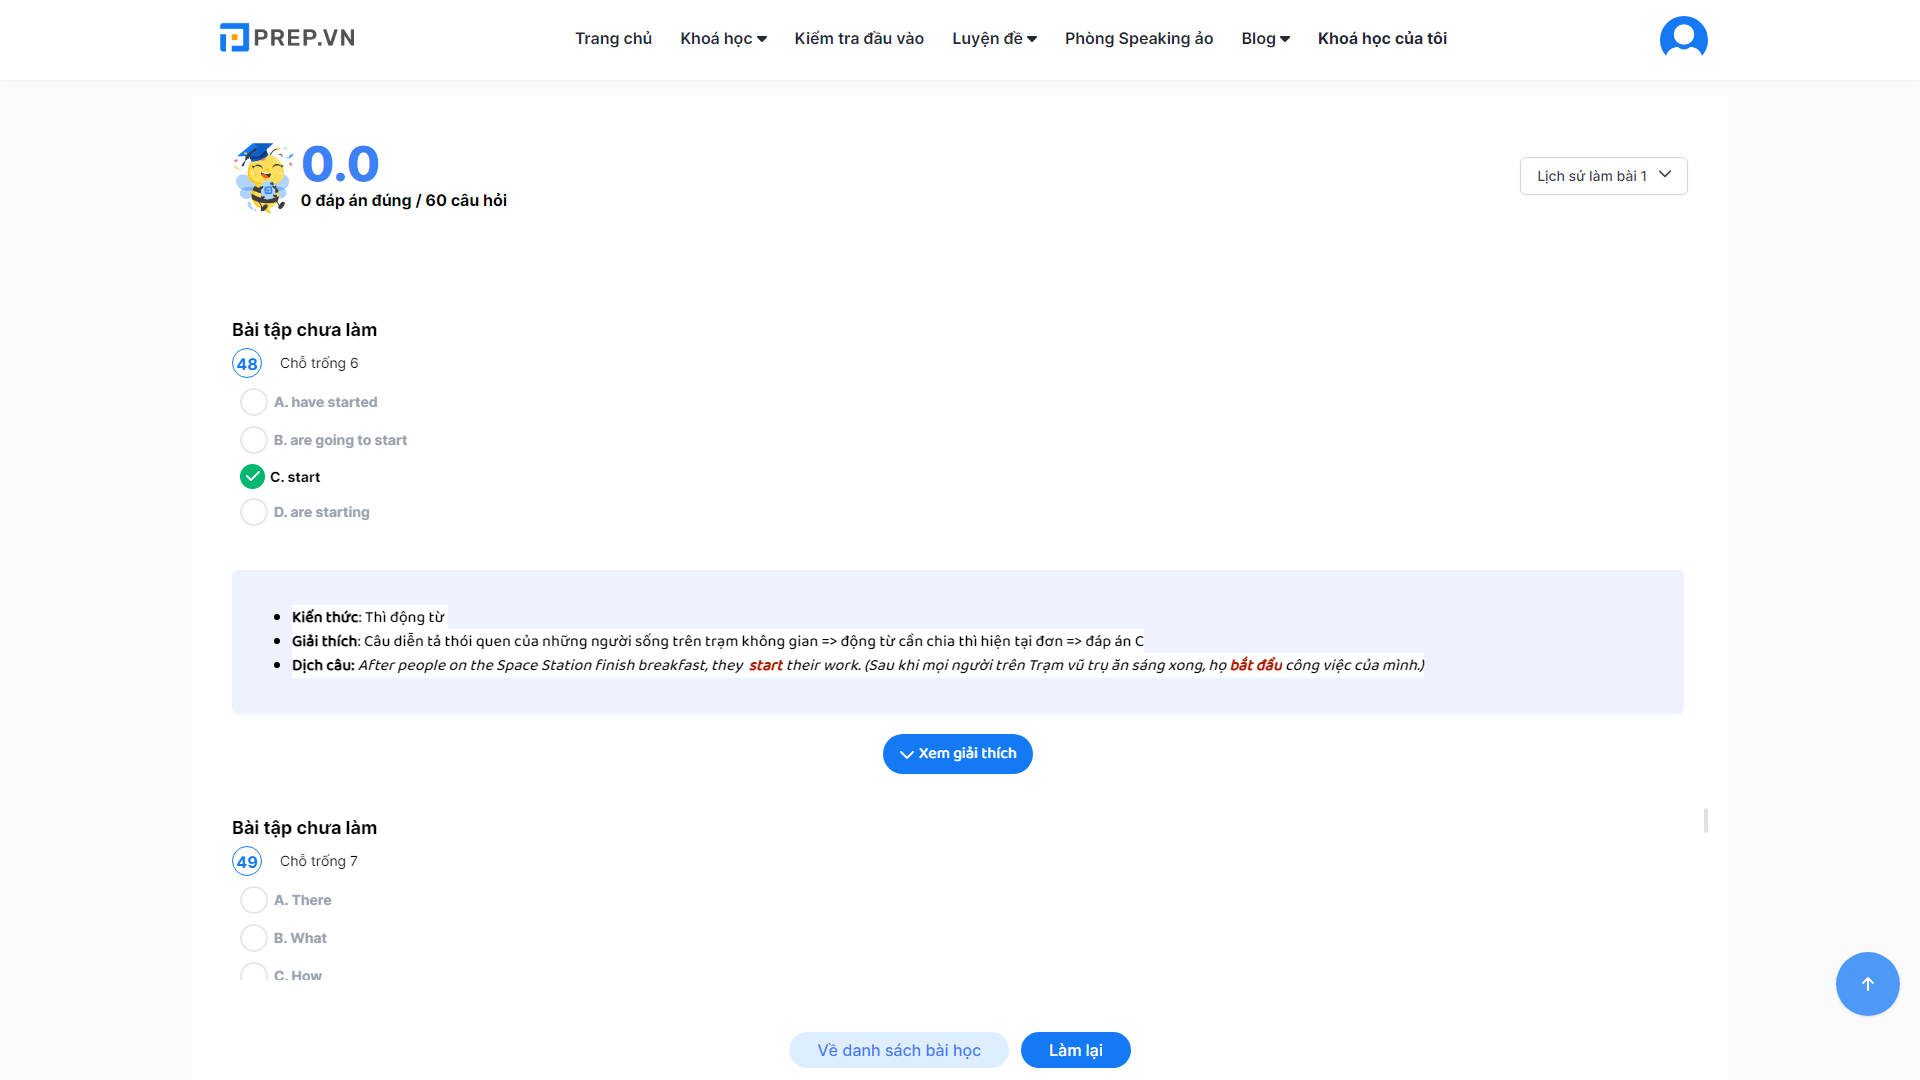 PREP.VN
Trang chủ Khoá học Kiểm tra đầu vào Luyện đề Phòng Speaking ảo Blog Khoá học của tôi
0.0
0 đáp án đúng / 60 câu hỏi
Lịch sử làm bài 1
Bài tập chưa làm
48 Chỗ trống 6
A. have started
B. are going to start
C. start
D. are starting
Kiến thức: Thì động từ
Giải thích: Câu diễn tả thói quen của những người sống trên trạm không gian => động từ cần chia thì hiện tại đơn => đáp án C
Dịch câu: After people on the Space Station finish breakfast, they start their work. (Sau khi mọi người trên Trạm vũ trụ ăn sáng xong, họ bắt đầu công việc của mình.)
Xem giải thích
Bài tập chưa làm
49 Chỗ trống 7
A. There
B. What
C. How
Về danh sách bài học Làm lại